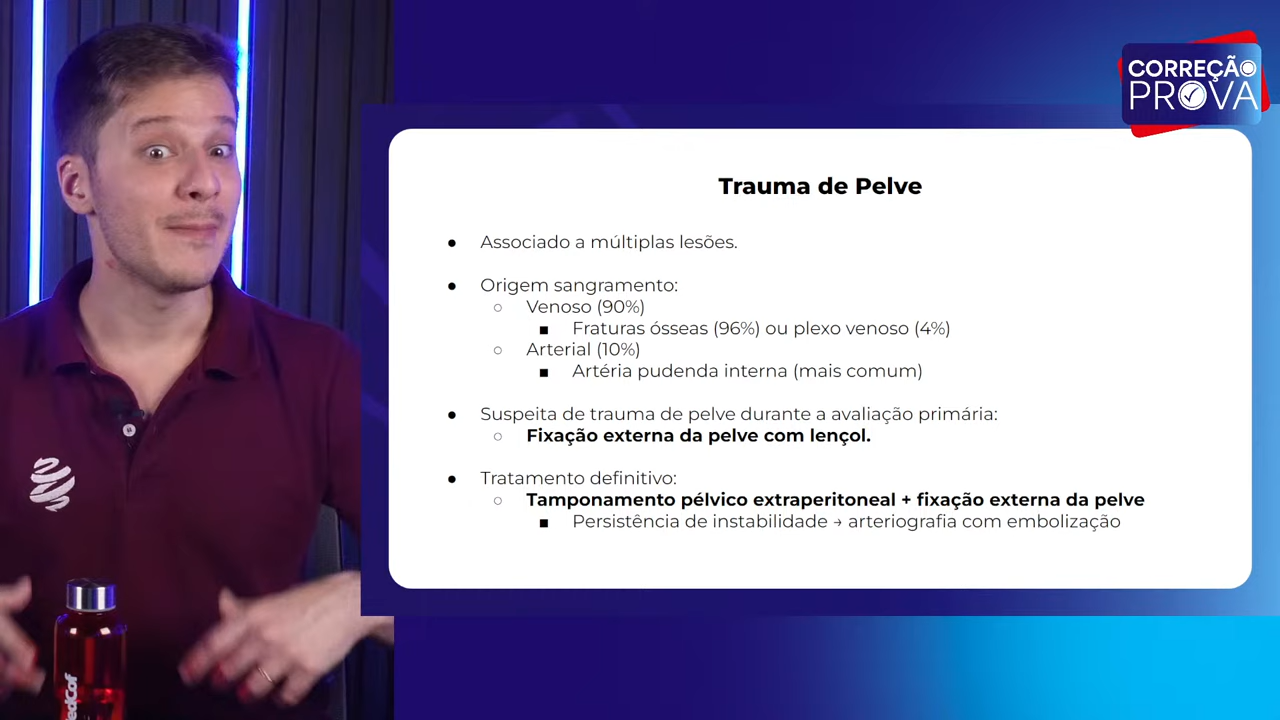 CORREÇÃO
PROVA
Trauma de Pelve
● Associado a múltiplas lesões.
● Origem sangramento:
○ Venoso (90%)
■ Fraturas ósseas (96%) ou plexo venoso (4%)
○ Arterial (10%)
■ Artéria pudenda interna (mais comum)
● Suspeita de trauma de pelve durante a avaliação primária:
○ Fixação externa da pelve com lençol.
● Tratamento definitivo:
○ Tamponamento pélvico extraperitoneal + fixação externa da pelve
■ Persistência de instabilidade → arteriografia com embolização
edCof